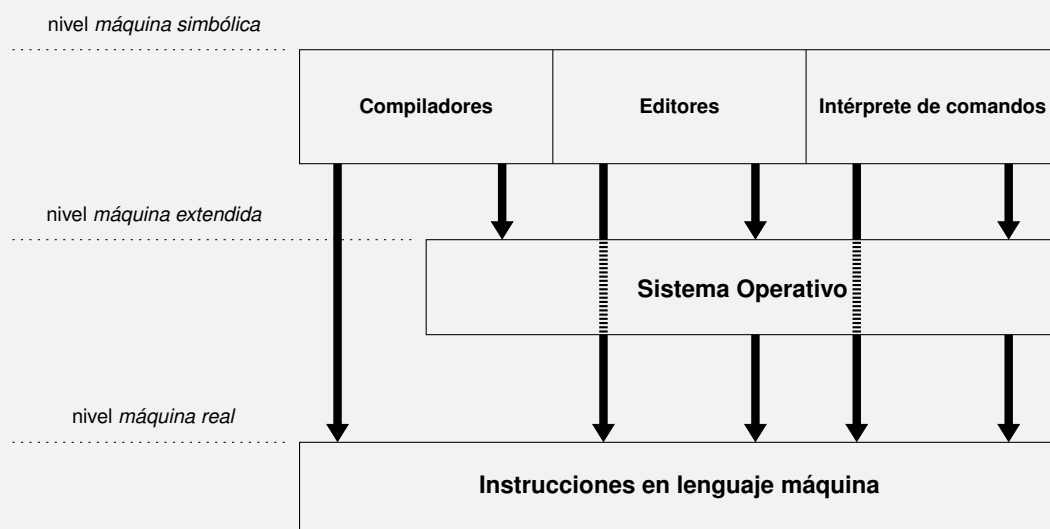 nivel máquina simbólica
Compiladores
Editores
Intérprete de comandos
nivel máquina extendida
Sistema Operativo
nivel máquina real
Instrucciones en lenguaje máquina